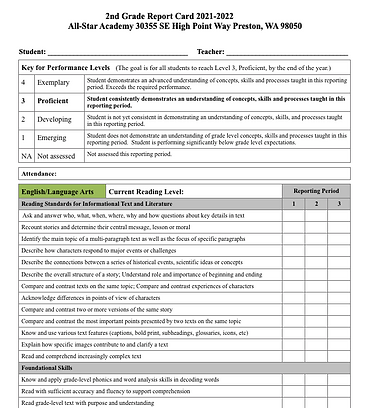 2nd Grade Report Card 2021-2022
All-Star Academy 30355 SE High Point Way Preston, WA 98050
Student: Teacher:
Key for Performance Levels (The goal is for all students to reach Level 3, Proficient, by the end of the year.)
4 Exemplary Student demonstrates an advanced understanding of concepts, skills and processes taught in this reporting
period. Exceeds the required performance.
3 Proficient Student consistently demonstrates an understanding of concepts, skills and processes taught in this
reporting period.
2 Developing Student is not yet consistent in demonstrating an understanding of concepts, skills, and processes taught
in this reporting period.
1 Emerging Student does not demonstrate an understanding of grade level concepts, skills and processes taught in this
reporting period. Student is performing significantly below grade level expectations.
NA Not assessed Not assessed this reporting period.
Attendance:
English/Language Arts Current Reading Level: Reporting Period
Reading Standards for Informational Text and Literature 1 2 3
Ask and answer who, what, when, where, why and how questions about key details in text
Recount stories and determine their central message, lesson or moral
Identify the main topic of a multi-paragraph text as well as the focus of specific paragraphs
Describe how characters respond to major events or challenges
Describe the connections between a series of historical events, scientific ideas or concepts
Describe the overall structure of a story; Understand role and importance of beginning and ending
Compare and contrast texts on the same topic; Compare and contrast experiences of characters
Acknowledge differences in points of view of characters
Compare and contrast two or more versions of the same story
Compare and contrast the most important points presented by two texts on the same topic
Know and use various text features (captions, bold print, subheadings, glossaries, icons, etc)
Explain how specific images contribute to and clarify a text
Read and comprehend increasingly complex text
Foundational Skills
Know and apply grade-level phonics and word analysis skills in decoding words
Read with sufficient accuracy and fluency to support comprehension
Read grade-level text with purpose and understanding